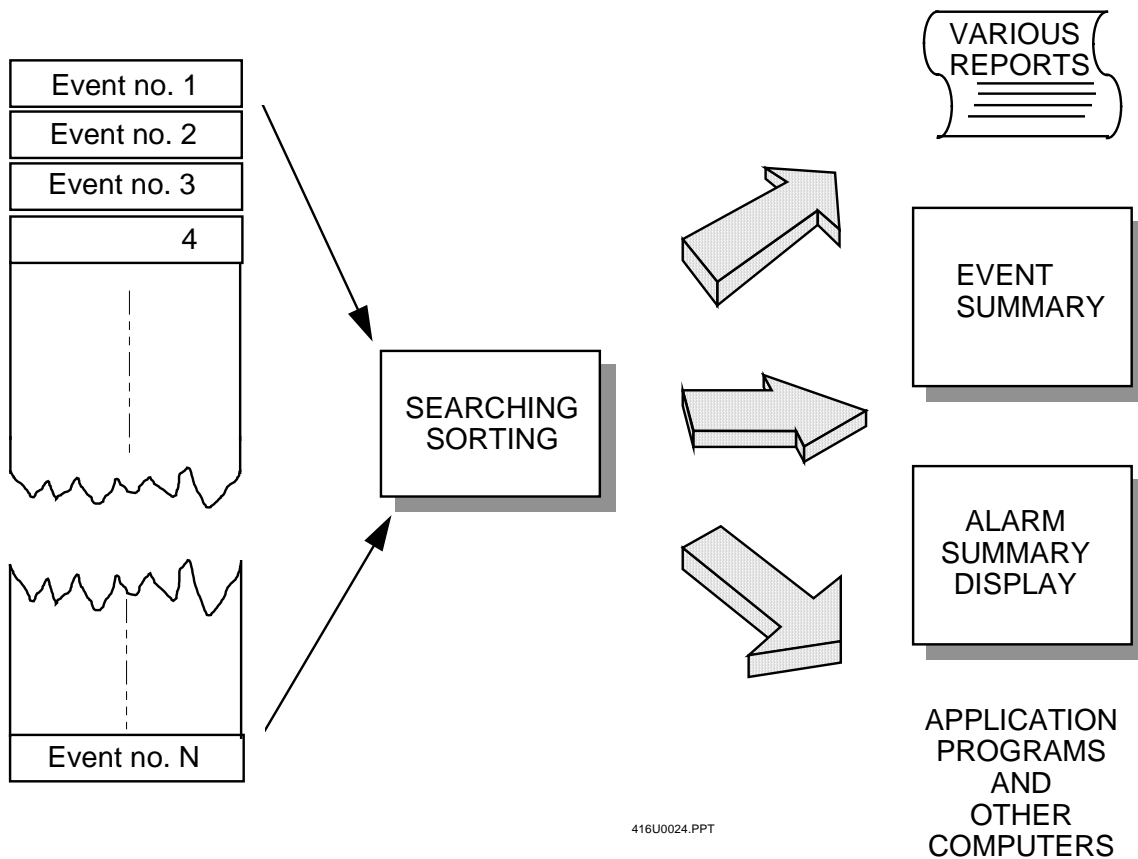 Event no. 1
Event no. 2
Event no. 3
4
Event no. N
SEARCHING
SORTING
VARIOUS
REPORTS
EVENT
SUMMARY
ALARM
SUMMARY
DISPLAY
APPLICATION
PROGRAMS
AND
OTHER
COMPUTERS
416U0024.PPT